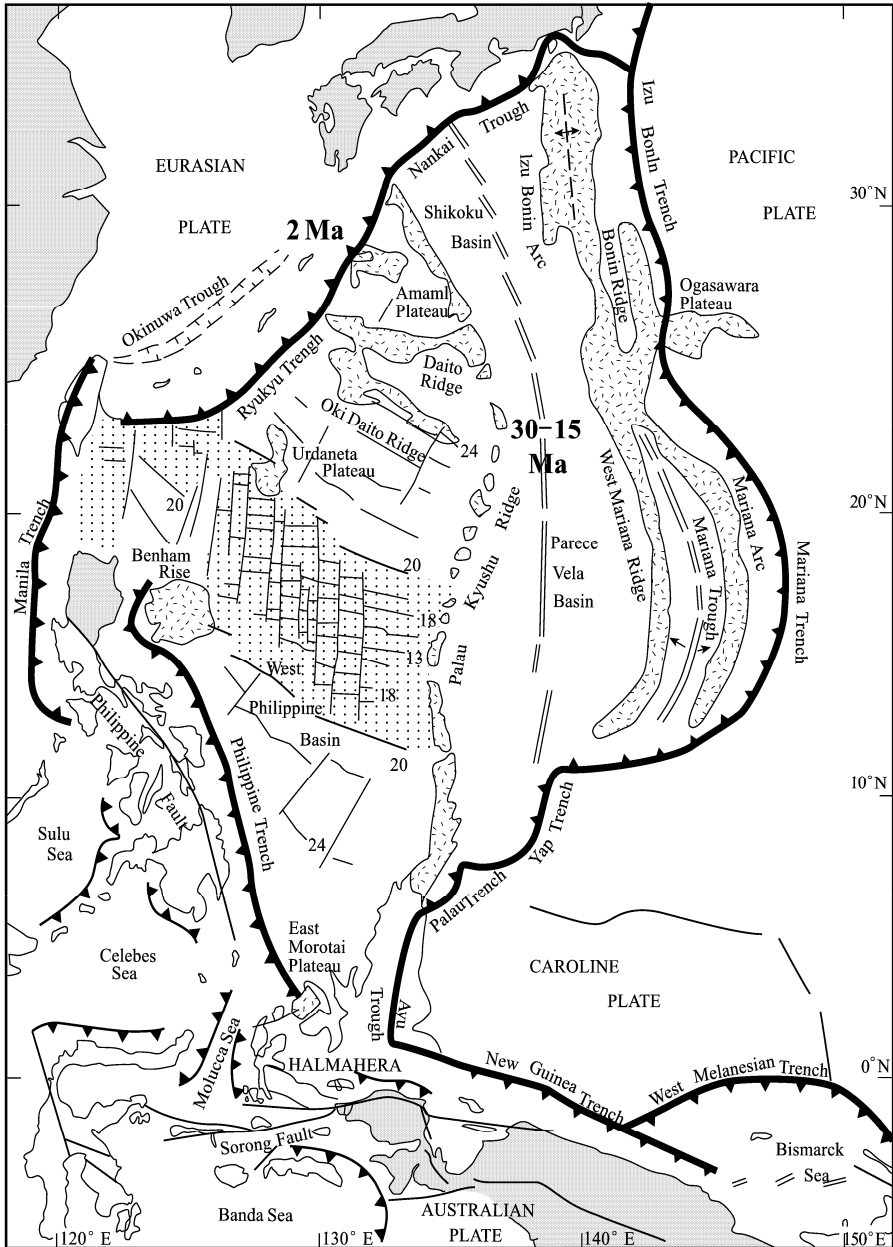 EURASIAN
PLATE
PACIFIC
PLATE
30°N
Nankai
Trough
Izu
Bonln
Trench
Shikoku
Basin
Izu Bonin
Arc
2 Ma
Bonin Ridge
Okinuwa Trough
Amaml
Plateau
Ogasawara
Plateau
Ryukyu Trengh
Daito
Ridge
Oki Daito Ridge
24
30-15
Ma
Urdaneta
Plateau
20
West Mariana Ridge
Mariana Arc
20°N
Manila Trench
Benham
Rise
20
Kyushu
Ridge
Palau
Parece
Vela
Basin
Mariana Trough
Mariana Trench
18
13
18
West
Philippine
Basin
Philippine
Fault
Philippine Trench
20
24
10°N
Sulu
Sea
Yap Trench
Palau Trench
East
Morotai
Plateau
Celebes
Sea
CAROLINE
PLATE
Ayu
Trough
Molucca Sea
HALMAHERA
New Guinea
Trench
West Melanesian Trench
0°N
Sorong Fault
Bismarck
Sea
Banda Sea
AUSTRALIAN
PLATE
120° E
130° E
140° E
150°E